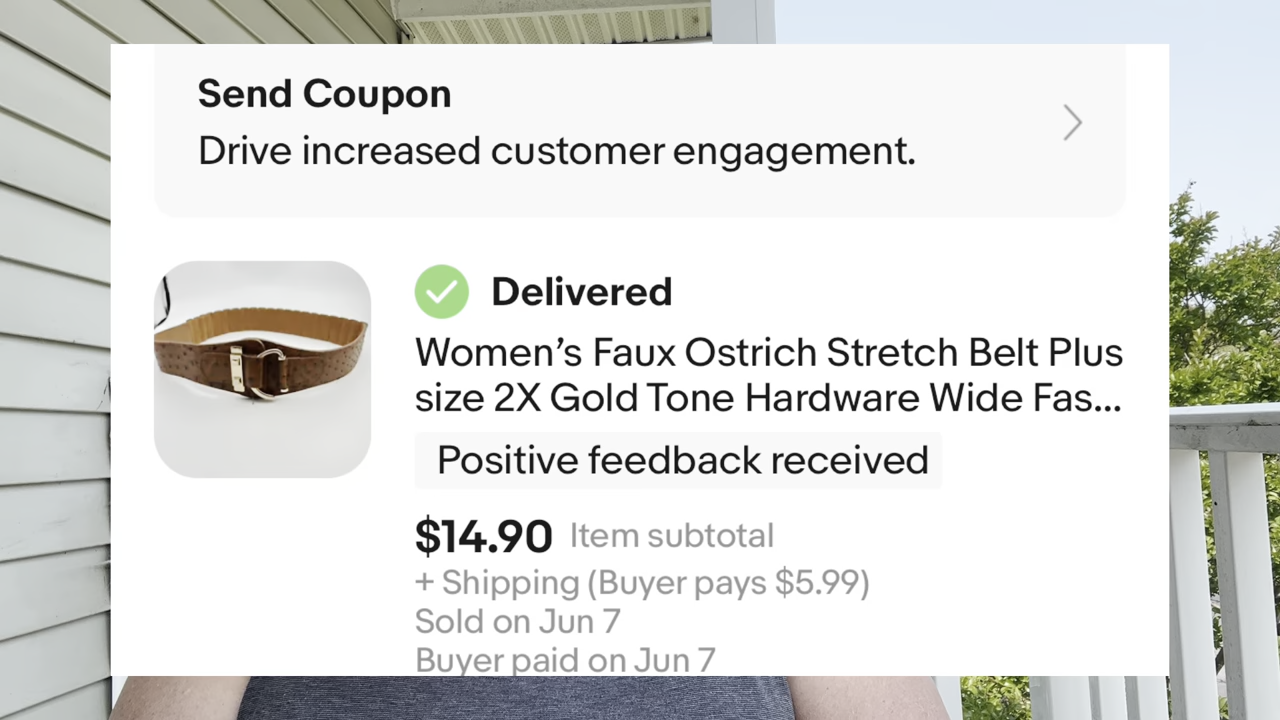 Send Coupon
Drive increased customer engagement.
Delivered
Women’s Faux Ostrich Stretch Belt Plus
size 2X Gold Tone Hardware Wide Fas...
Positive feedback received
$14.90 Item subtotal
+ Shipping (Buyer pays $5.99)
Sold on Jun 7
Buyer paid on Jun 7